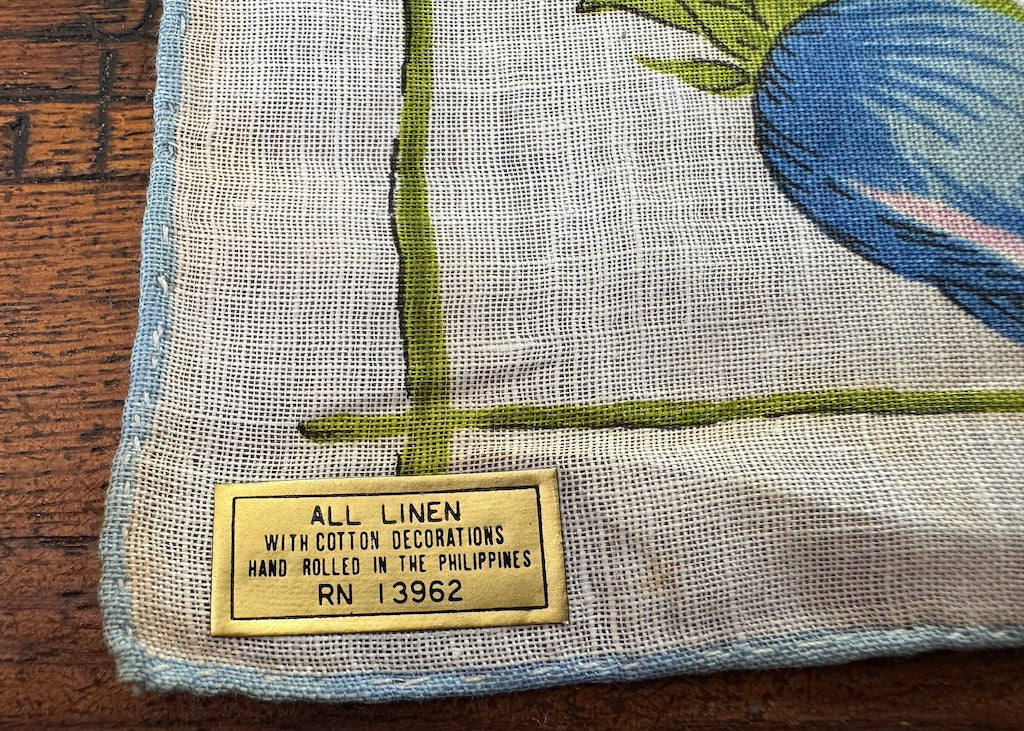 ALL LINEN
WITH COTTON DECORATIONS
HAND ROLLED IN THE PHILIPPINES
RN 13962